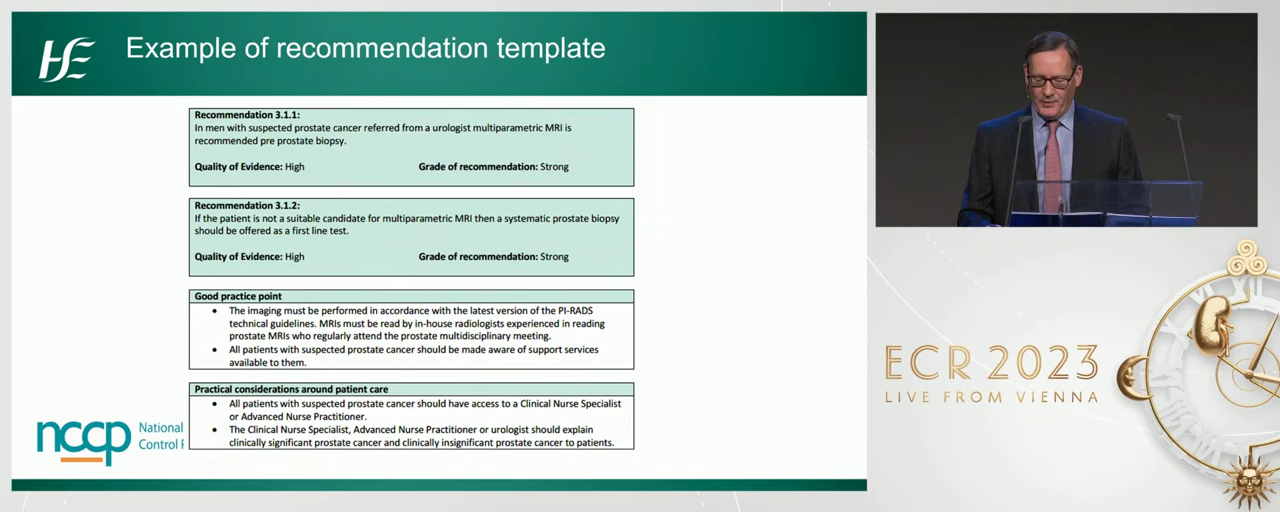 HE
Example of recommendation template
Recommendation 3.1.1:
In men with suspected prostate cancer referred from a urologist multiparametric MRI is
recommended pre prostate biopsy.
Quality of Evidence: High Grade of recommendation: Strong
Recommendation 3.1.2:
If the patient is not a suitable candidate for multiparametric MRI then a systematic prostate biopsy
should be offered as a first line test.
Quality of Evidence: High Grade of recommendation: Strong
Good practice point
• The imaging must be performed in accordance with the latest version of the PI-RADS
technical guidelines. MRIs must be read by in-house radiologists experienced in reading
prostate MRIs who regularly attend the prostate multidisciplinary meeting.
• All patients with suspected prostate cancer should be made aware of support services
available to them.
Practical considerations around patient care
• All patients with suspected prostate cancer should have access to a Clinical Nurse Specialist
or Advanced Nurse Practitioner.
• The Clinical Nurse Specialist, Advanced Nurse Practitioner or urologist should explain
clinically significant prostate cancer and clinically insignificant prostate cancer to patients.
nccp
National
Control
ECR 2023
LIVE FROM VIENNA